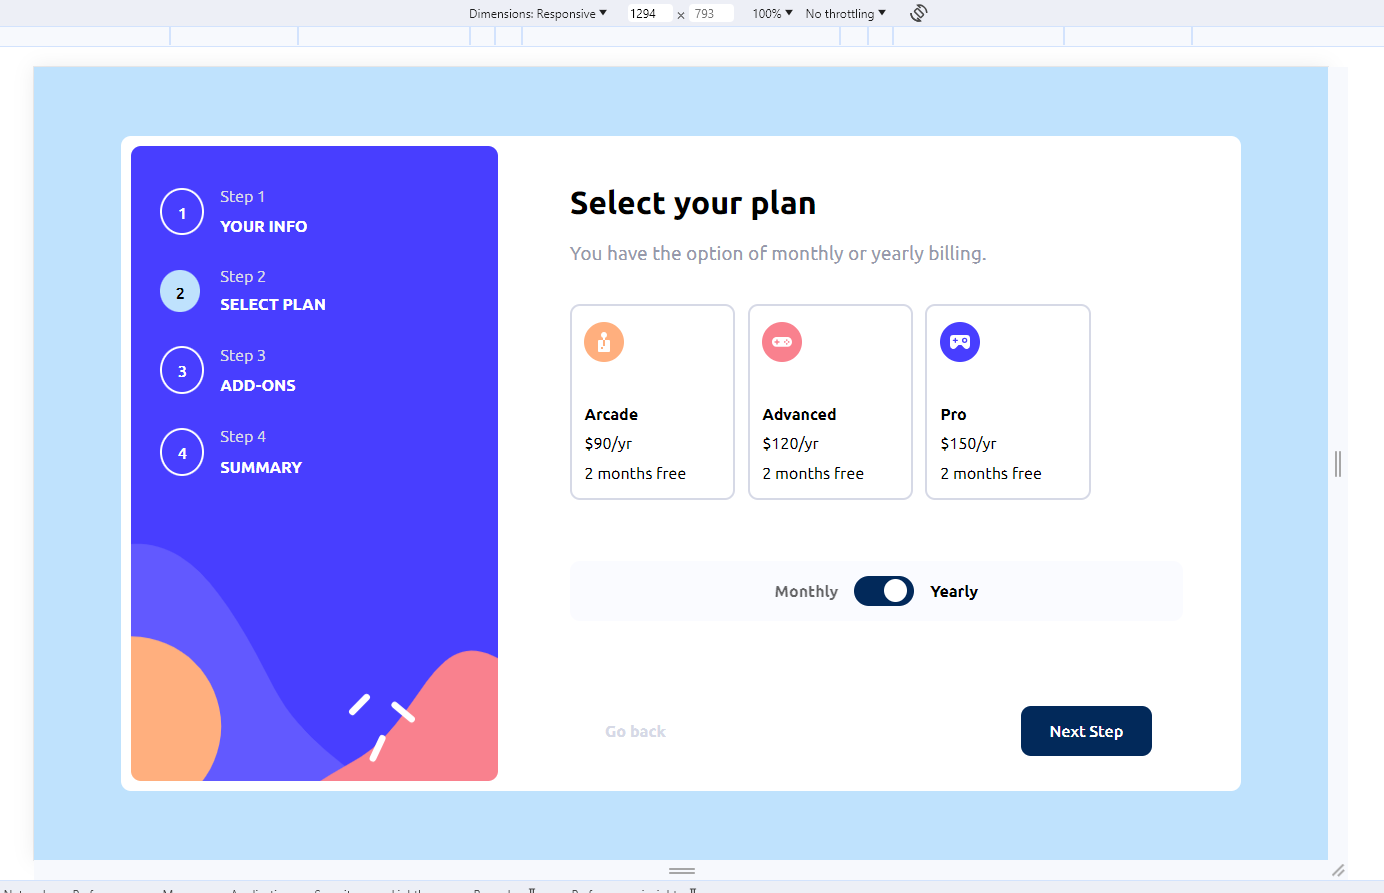 Dimensions: Responsive 1294 × 793 100% No throttling
Step 1
1
YOUR INFO
Step 2
2
SELECT PLAN
Step 3
3
ADD-ONS
Step 4
4
SUMMARY
Select your plan
You have the option of monthly or yearly billing.
Arcade
$90/yr
2 months free
Advanced
$120/yr
2 months free
Pro
$150/yr
2 months free
Monthly Yearly
Go back
Next Step